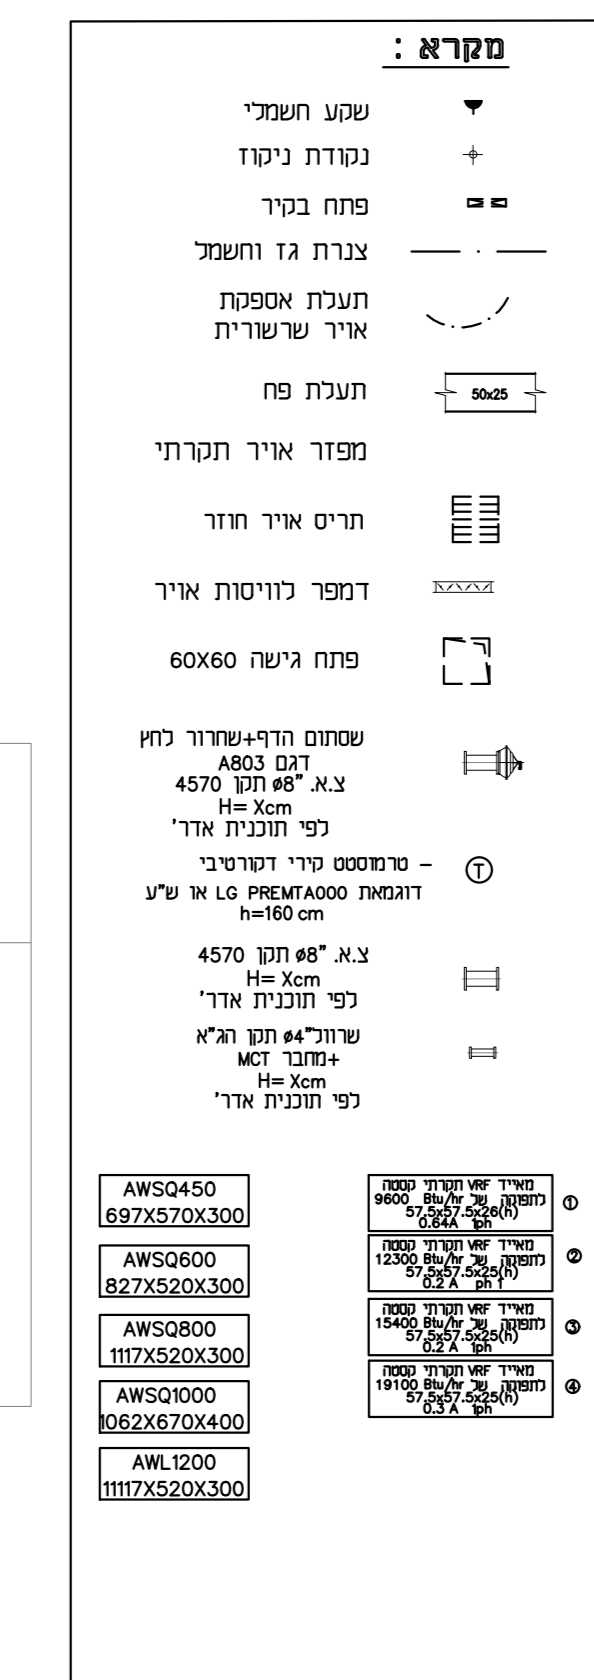 מקרא :
שקע חשמלי
נקודת ניקוז
פתח בקיר
צנרת גז וחשמל
תעלת אספקת
אויר שרשורית
תעלת פח
50x25
מפזר אויר תקרתי
תריס אויר חוזר
דמפר לוויסות אויר
פתח גישה 60X60
שסתום הדף+שחרור לחץ
דגם A803
צ.א. "8ø תקן 4570
H= Xcm
לפי תוכנית אדר'
– טרמוסטט קירי דקורטיבי
דוגמאת LG PREMTA000 או ש"ע
h=160 cm
T
צ.א. "8ø תקן 4570
H= Xcm
לפי תוכנית אדר'
שרוול"4ø תקן הג"א
+מחבר MCT
H= Xcm
לפי תוכנית אדר'
מאייד VRF תקרתי קסטה
לתפוקה של 9600 Btu/hr
57.5x57.5x26(h)
0.64A 1ph
1
מאייד VRF תקרתי קסטה
לתפוקה של 12300 Btu/hr
57.5x57.5x25(h)
0.2 A ph 1
2
מאייד VRF תקרתי קסטה
לתפוקה של 15400 Btu/hr
57.5x57.5x25(h)
0.2 A 1ph
3
מאייד VRF תקרתי קסטה
לתפוקה של 19100 Btu/hr
57.5x57.5x25(h)
0.3 A 1ph
4
AWSQ450
697X570X300
AWSQ600
827X520X300
AWSQ800
1117X520X300
AWSQ1000
1062X670X400
AWL1200
11117X520X300